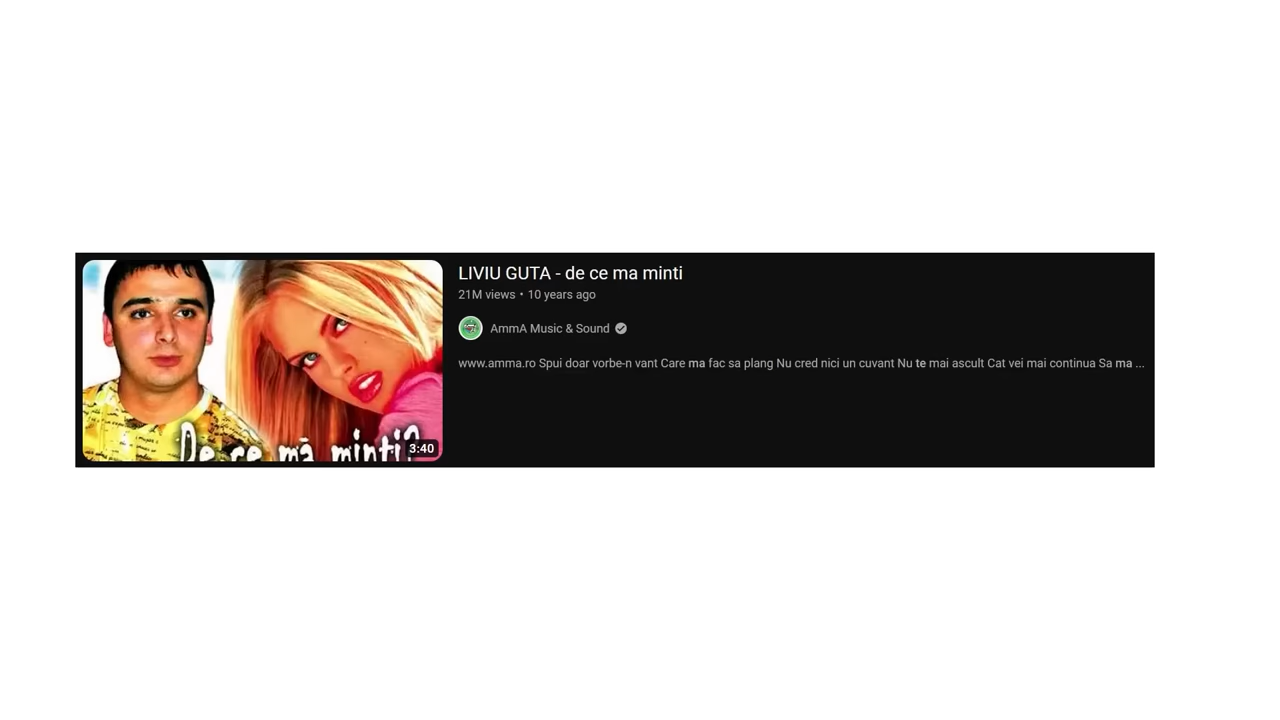 De ce mă minți?
3:40
LIVIU GUTA - de ce ma minti
21M views • 10 years ago
AmmA Music & Sound
www.amma.ro Spui doar vorbe-n vant Care ma fac sa plang Nu cred nici un cuvant Nu te mai ascult Cat vei mai continua Sa ma ...